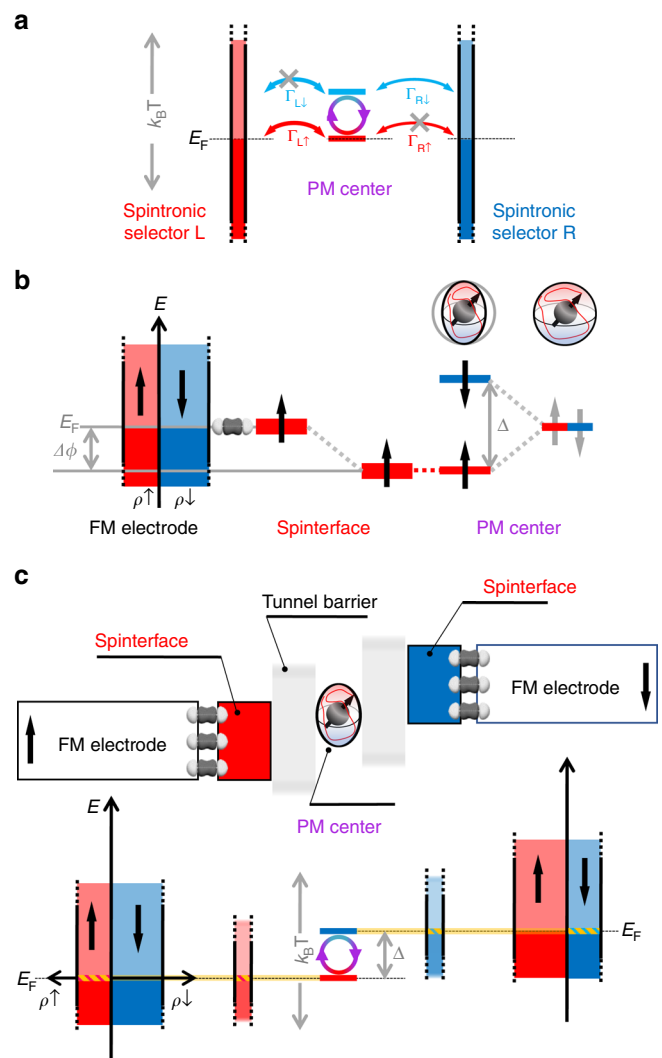 a
k_BT
E_F
Γ_L↓
Γ_R↓
Γ_L↑
Γ_R↑
PM center
Spintronic
selector L
Spintronic
selector R
b
E
E_F
Δϕ
Δ
ρ↑
ρ↓
FM electrode
Spinterface
PM center
c
Tunnel barrier
Spinterface
Spinterface
FM electrode
FM electrode
PM center
E
k_BT
Δ
E_F
E_F
ρ↑
ρ↓